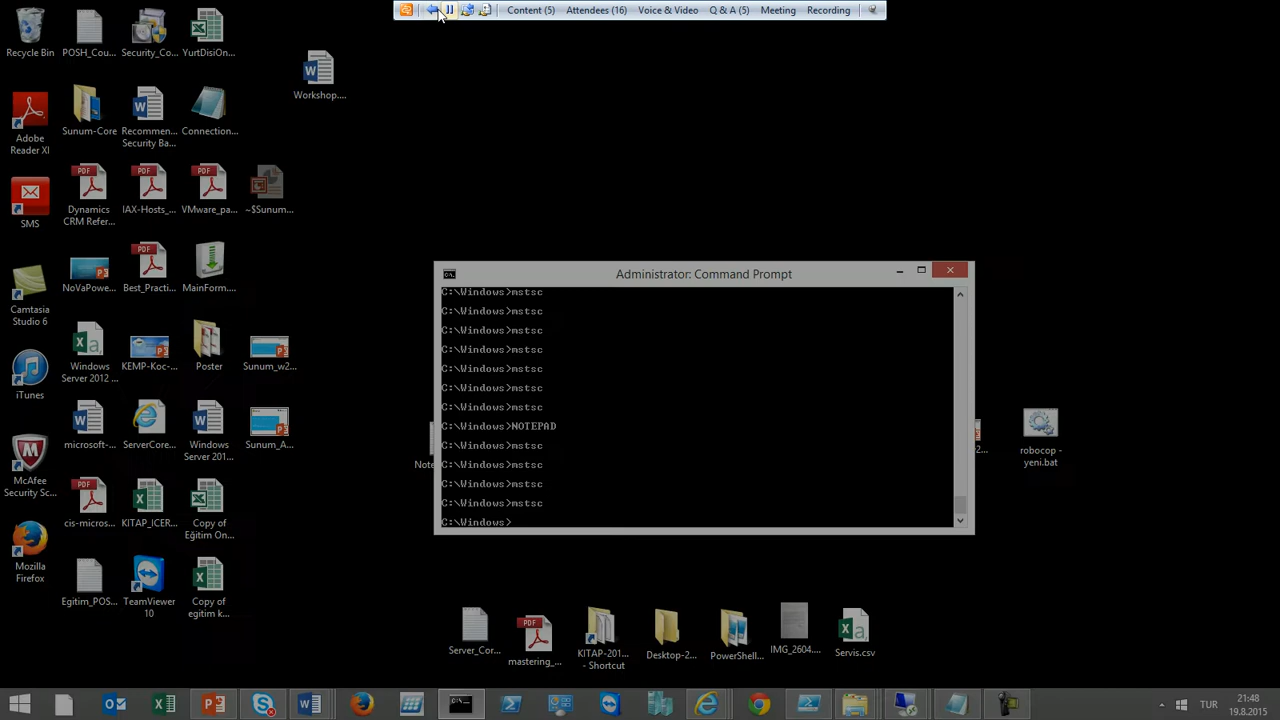 Content (5) Attendees (16) Voice & Video Q & A (5) Meeting Recording
Recycle Bin
POSH_Cou...
Security_Co...
YurtDisiOn...
Workshop....
Adobe
Reader XI
Sunum-Core
Recommen...
Security Ba...
Connection...
SMS
Dynamics
CRM Refer...
IAX-Hosts_...
VMware_pa...
~$Sunum...
Camtasia
Studio 6
NoVaPowe...
Best_Practi...
MainForm....
iTunes
Windows
Server 2012 ...
KEMP-Koc-...
Poster
Sunum_w2...
McAfee
Security Sc...
microsoft-...
ServerCore...
Windows
Server 201...
Sunum_A...
Mozilla
Firefox
cis-micros...
KITAP_ICER...
Copy of
Eğitim On...
Egitim_POS...
TeamViewer
10
Copy of
egitim k...
Administrator: Command Prompt
C:\Windows>mstsc
C:\Windows>mstsc
C:\Windows>mstsc
C:\Windows>mstsc
C:\Windows>mstsc
C:\Windows>mstsc
C:\Windows>mstsc
C:\Windows>NOTEPAD
C:\Windows>mstsc
C:\Windows>mstsc
C:\Windows>mstsc
C:\Windows>mstsc
C:\Windows>
Note
2...
robocop -
yeni.bat
Server_Cor...
mastering_...
KITAP-201...
- Shortcut
Desktop-2...
PowerShell...
IMG_2604....
Servis.csv
TUR
21:48
19.8.2015